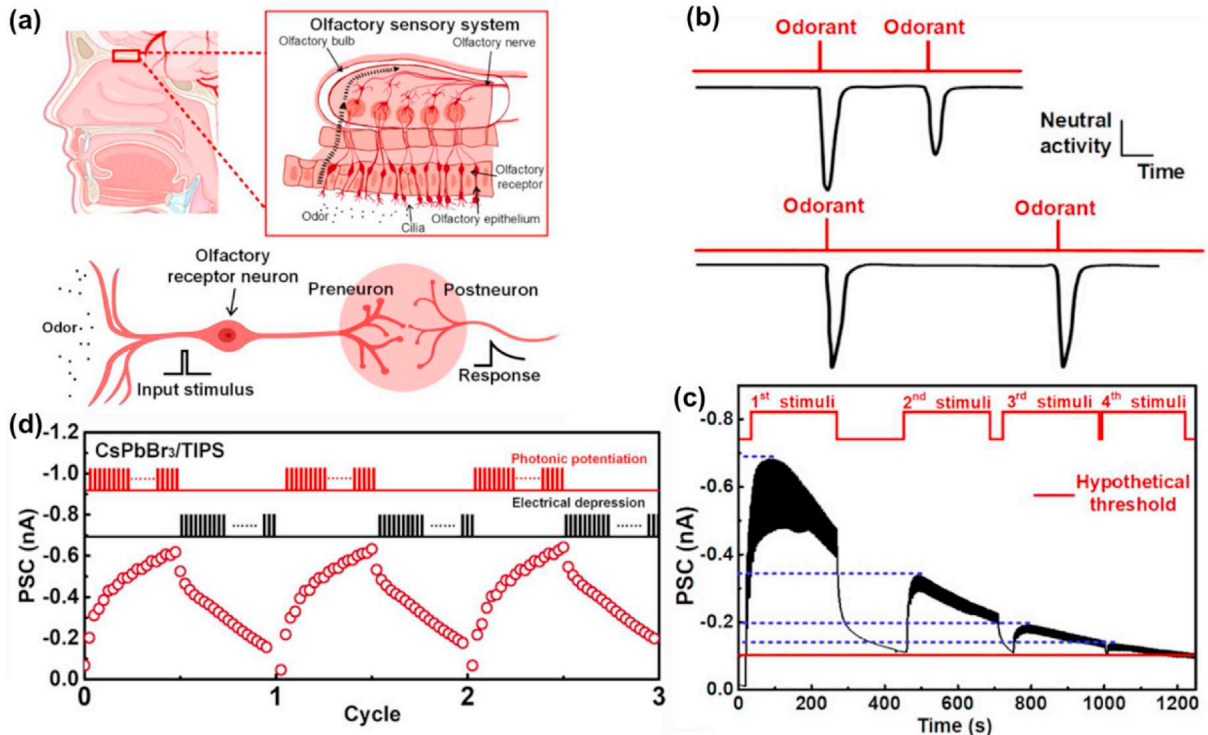 (a)
Olfactory sensory system
Olfactory bulb
Olfactory nerve
Olfactory
receptor
Odor
Cilia
Olfactory epithelium
Olfactory
receptor neuron
Preneuron
Postneuron
Odor
Input stimulus
Response
(b)
Odorant
Odorant
Neutral
activity
Time
Odorant
Odorant
(d)
CsPbBr3/TIPS
Photonic potentiation
Electrical depression
PSC (nA)
-1.2
-1.0
-0.8
-0.6
-0.4
-0.2
0.0
0
1
2
3
Cycle
(c)
1st stimuli
2nd stimuli
3rd stimuli
4th stimuli
Hypothetical
threshold
PSC (nA)
-0.8
-0.6
-0.4
-0.2
0.0
0
200
400
600
800
1000
1200
Time (s)